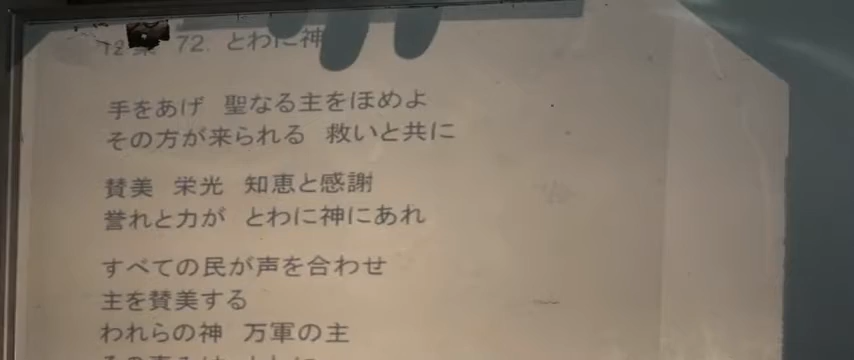 12 72. とわに神
手をあげ 聖なる主をほめよ
その方が来られる 救いと共に
賛美 栄光 知恵と感謝
誉れと力が とわに神にあれ
すべての民が声を合わせ
主を賛美する
われらの神 万軍の主